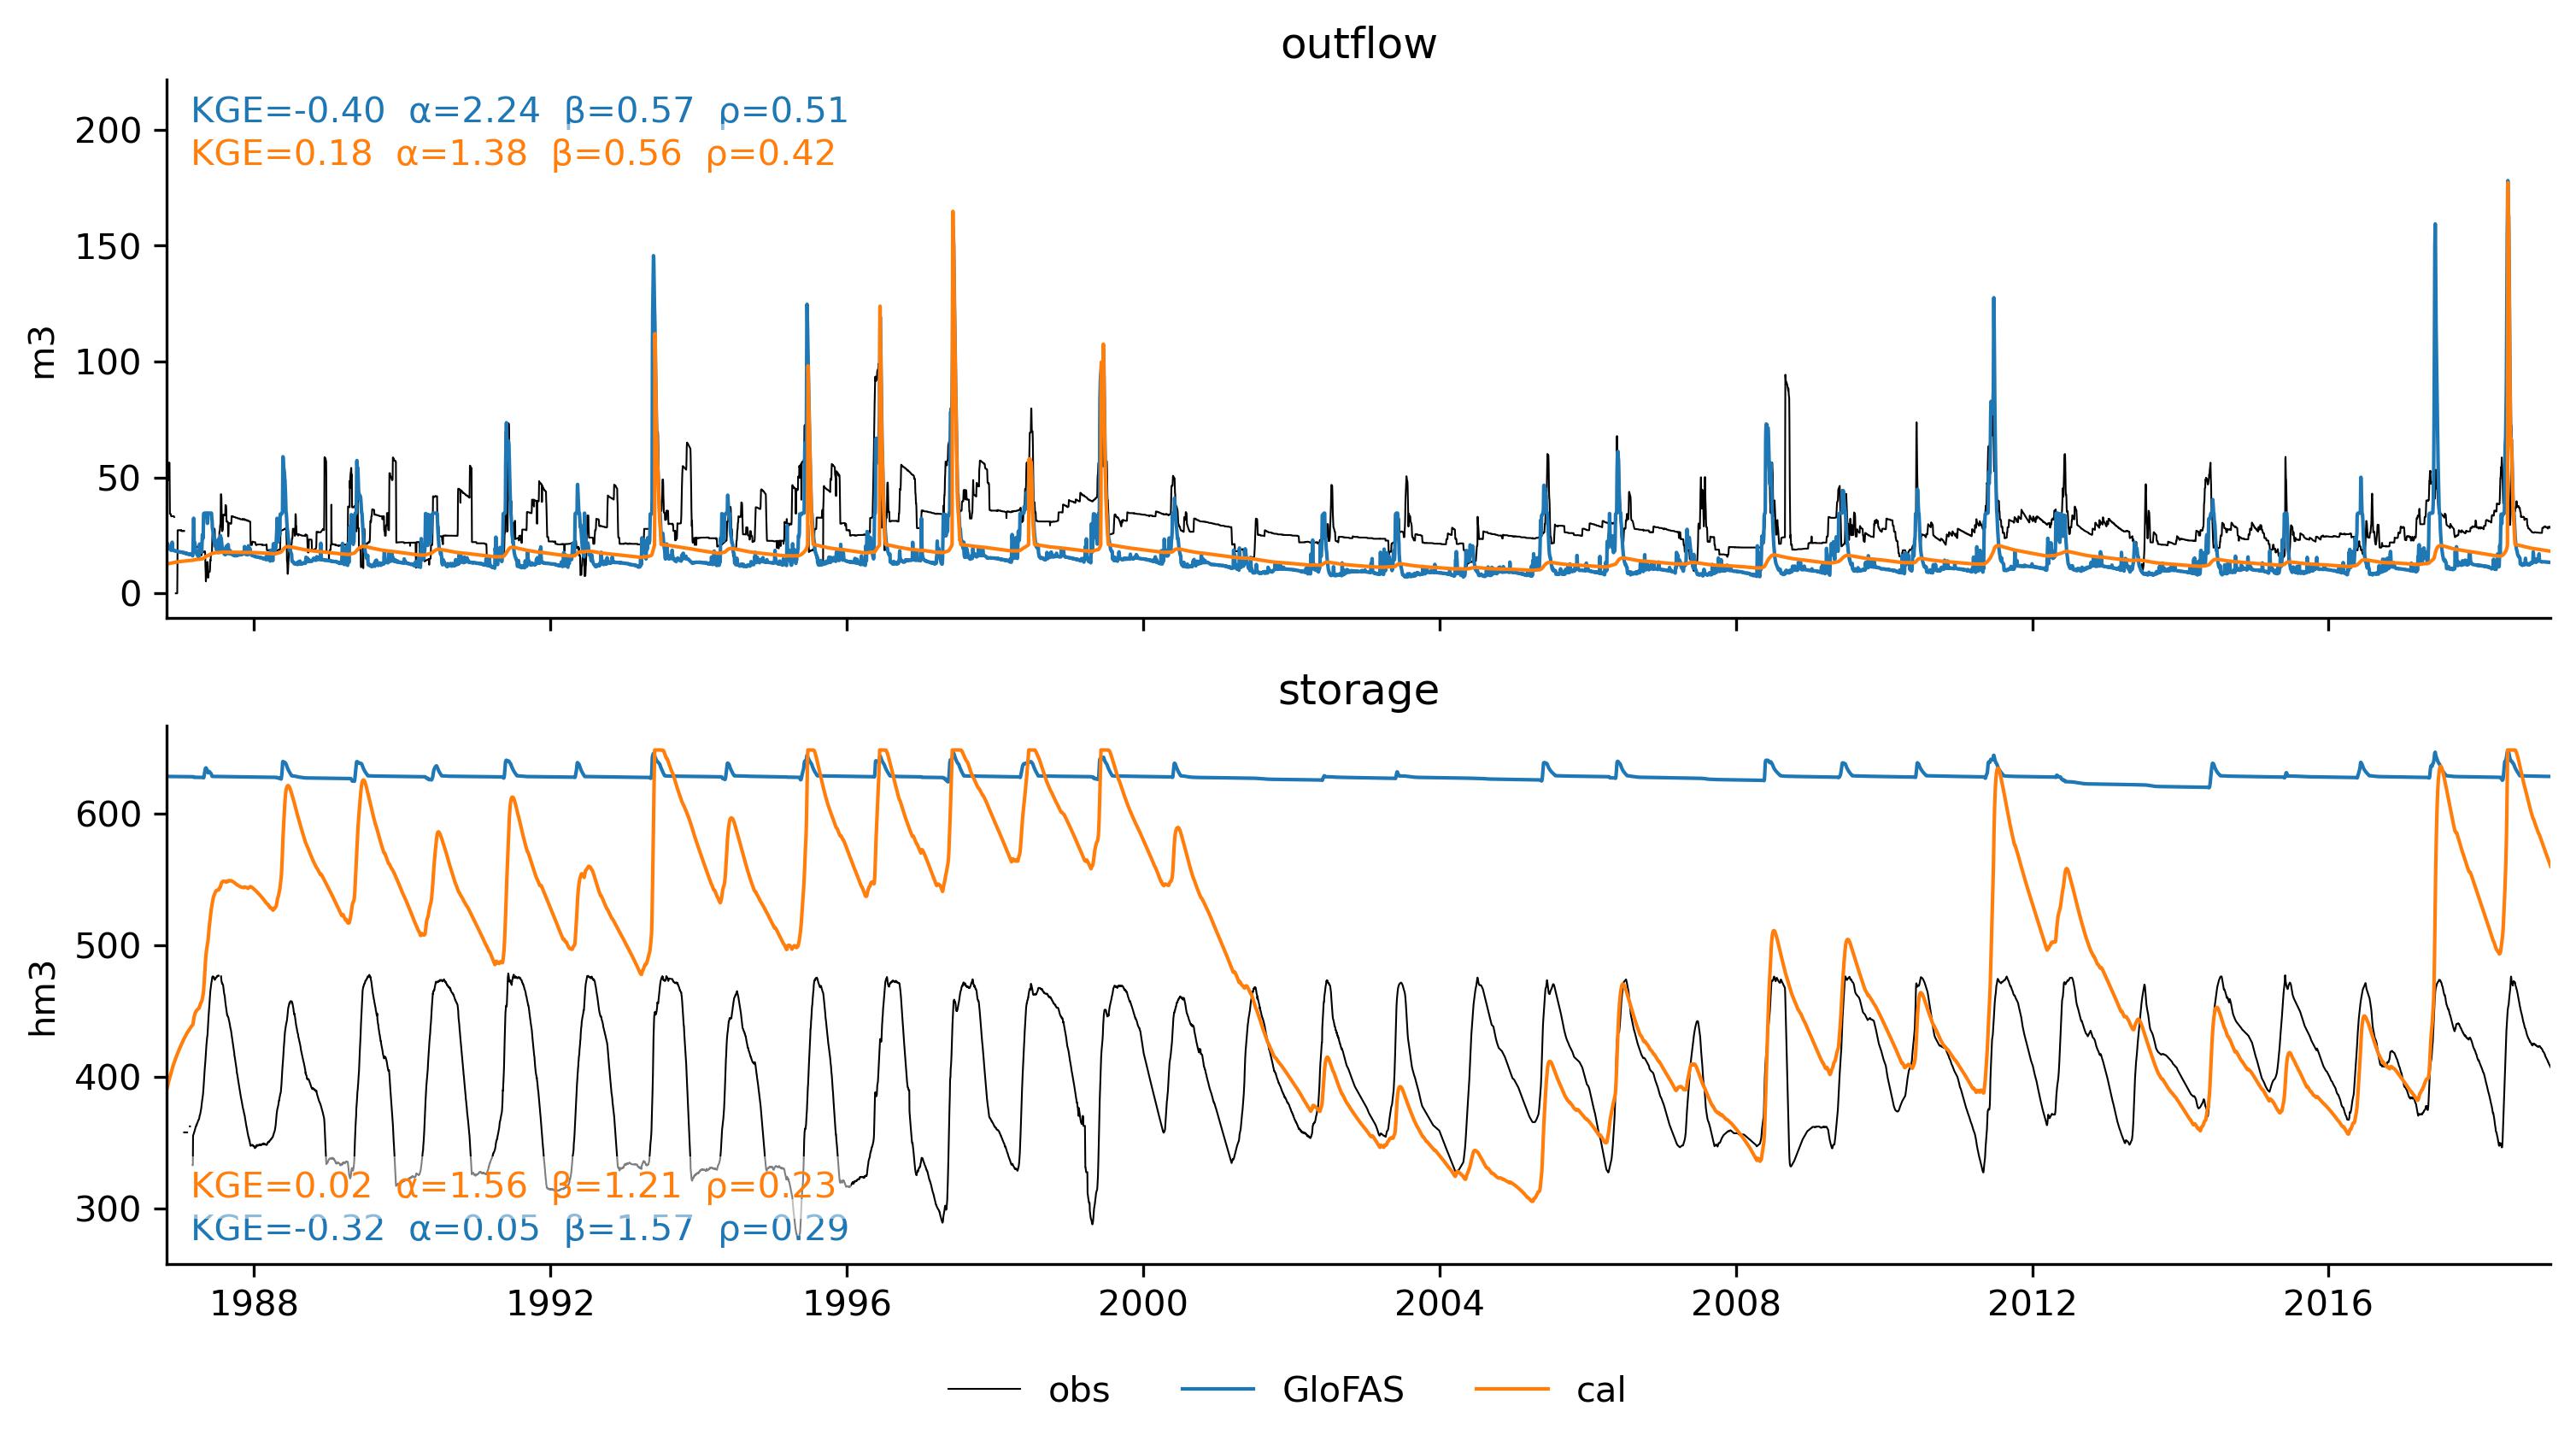 outflow
KGE=-0.40 α=2.24 β=0.57 ρ=0.51
KGE=0.18 α=1.38 β=0.56 ρ=0.42
200
150
100
50
0
m3
storage
600
500
400
300
hm3
KGE=0.02 α=1.56 β=1.21 ρ=0.23
KGE=-0.32 α=0.05 β=1.57 ρ=0.29
1988 1992 1996 2000 2004 2008 2012 2016
obs GloFAS cal